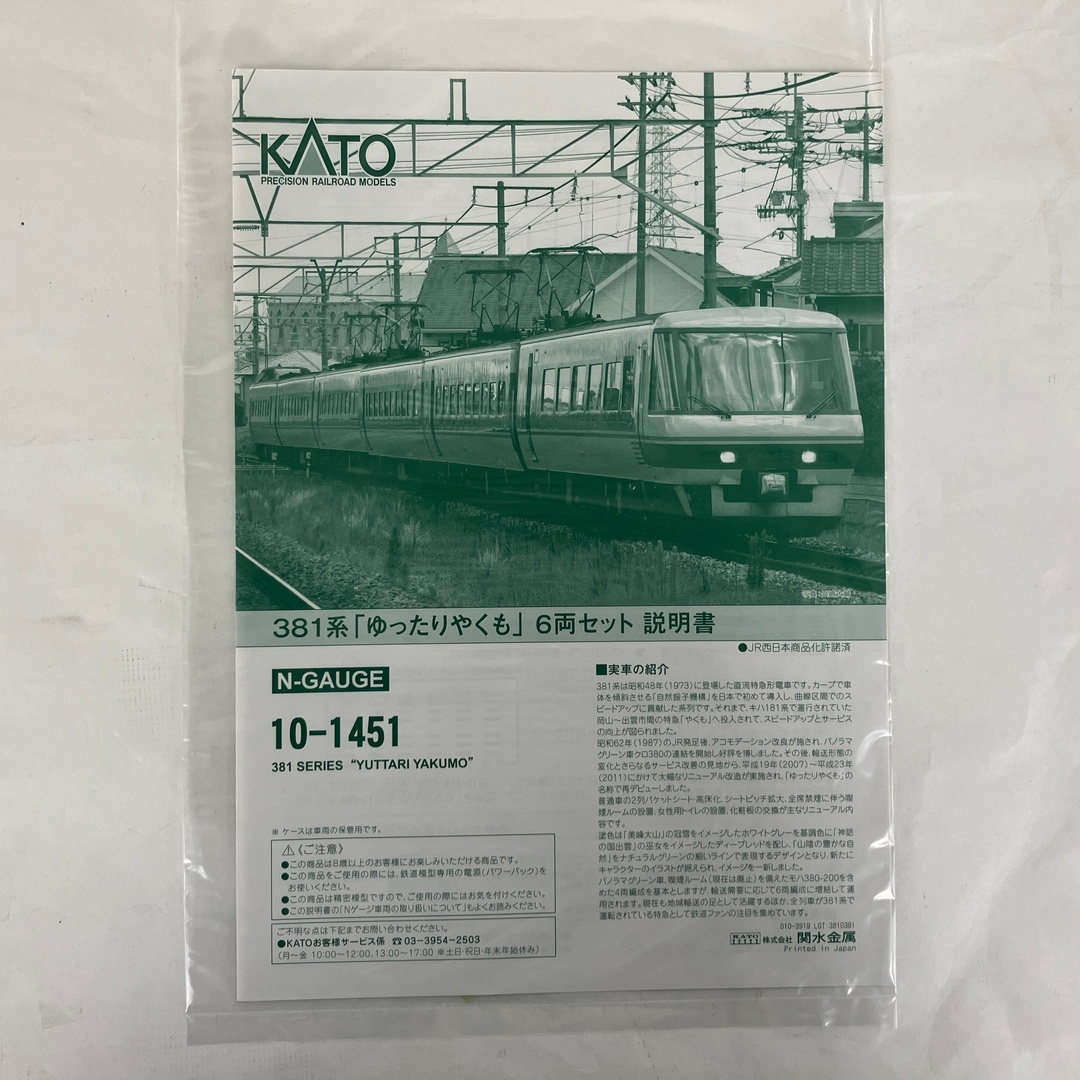 KATO
PRECISION RAILROAD MODELS
381系「ゆったりやくも」 6両セット 説明書
●JR西日本商品化許諾済
N-GAUGE
10-1451
381 SERIES “YUTTARI YAKUMO”
※ ケースは車両の保管用です。
⚠《ご注意》
●この商品は8歳以上のお客様にお楽しみいただける商品です。
●この商品をご使用の際には、鉄道模型専用の電源(パワーパック)を
お使いください。
●この商品は精密模型ですので、ご使用の際にはお気を付けください。
●この説明書の「Nゲージ車両の取り扱いについて」もよくお読みください。
ご不明な点は下記までお問い合わせください。
●KATOお客様サービス係 ☎03-3954-2503
(月～金 10:00～12:00、13:00～17:00 ※土日・祝日・年末年始休み)
■実車の紹介
381系は昭和48年(1973)に登場した直流特急形電車です。カーブで車
体を傾斜させる「自然振子機構」を日本で初めて導入し、曲線区間でのス
ピードアップに貢献した系列です。それまで、キハ181系で運行されていた
岡山～出雲市間の特急「やくも」へ投入されて、スピードアップとサービス
の向上が図られました。
昭和62年(1987)のJR発足後、アコモデーション改良が施され、パノラマ
グリーン車クロ380の連結を開始し好評を博しました。その後、輸送形態の
変化とさらなるサービス改善の見地から、平成19年(2007)～平成23年
(2011)にかけて大幅なリニューアル改造が実施され、「ゆったりやくも」の
名称で再デビューしました。
普通車の2列バケットシート・高床化、シートピッチ拡大、全席禁煙に伴う喫
煙ルームの設置、女性用トイレの設置、化粧板の交換が主なリニューアル内
容です。
塗色は「美峰大山」の冠雪をイメージしたホワイトグレーを基調色に「神話
の国出雲」の巫女をイメージしたディープレッドを配し、「山陰の豊かな自
然」をナチュラルグリーンの細いラインで表現するデザインとなり、新たに
キャラクターのイラストが据えられ、イメージを一新しました。
パノラマグリーン車、喫煙ルーム(現在は廃止)を備えたモハ380-200を含
めた4両編成を基本としますが、輸送需要に応じて6両編成に増結して運
用されます。現在も地域輸送の足として活躍するほか、全列車が381系で
運転されている特急として鉄道ファンの注目を集めています。
010-3919 LOT:3810381
KATO 株式会社 関水金属
Printed in Japan